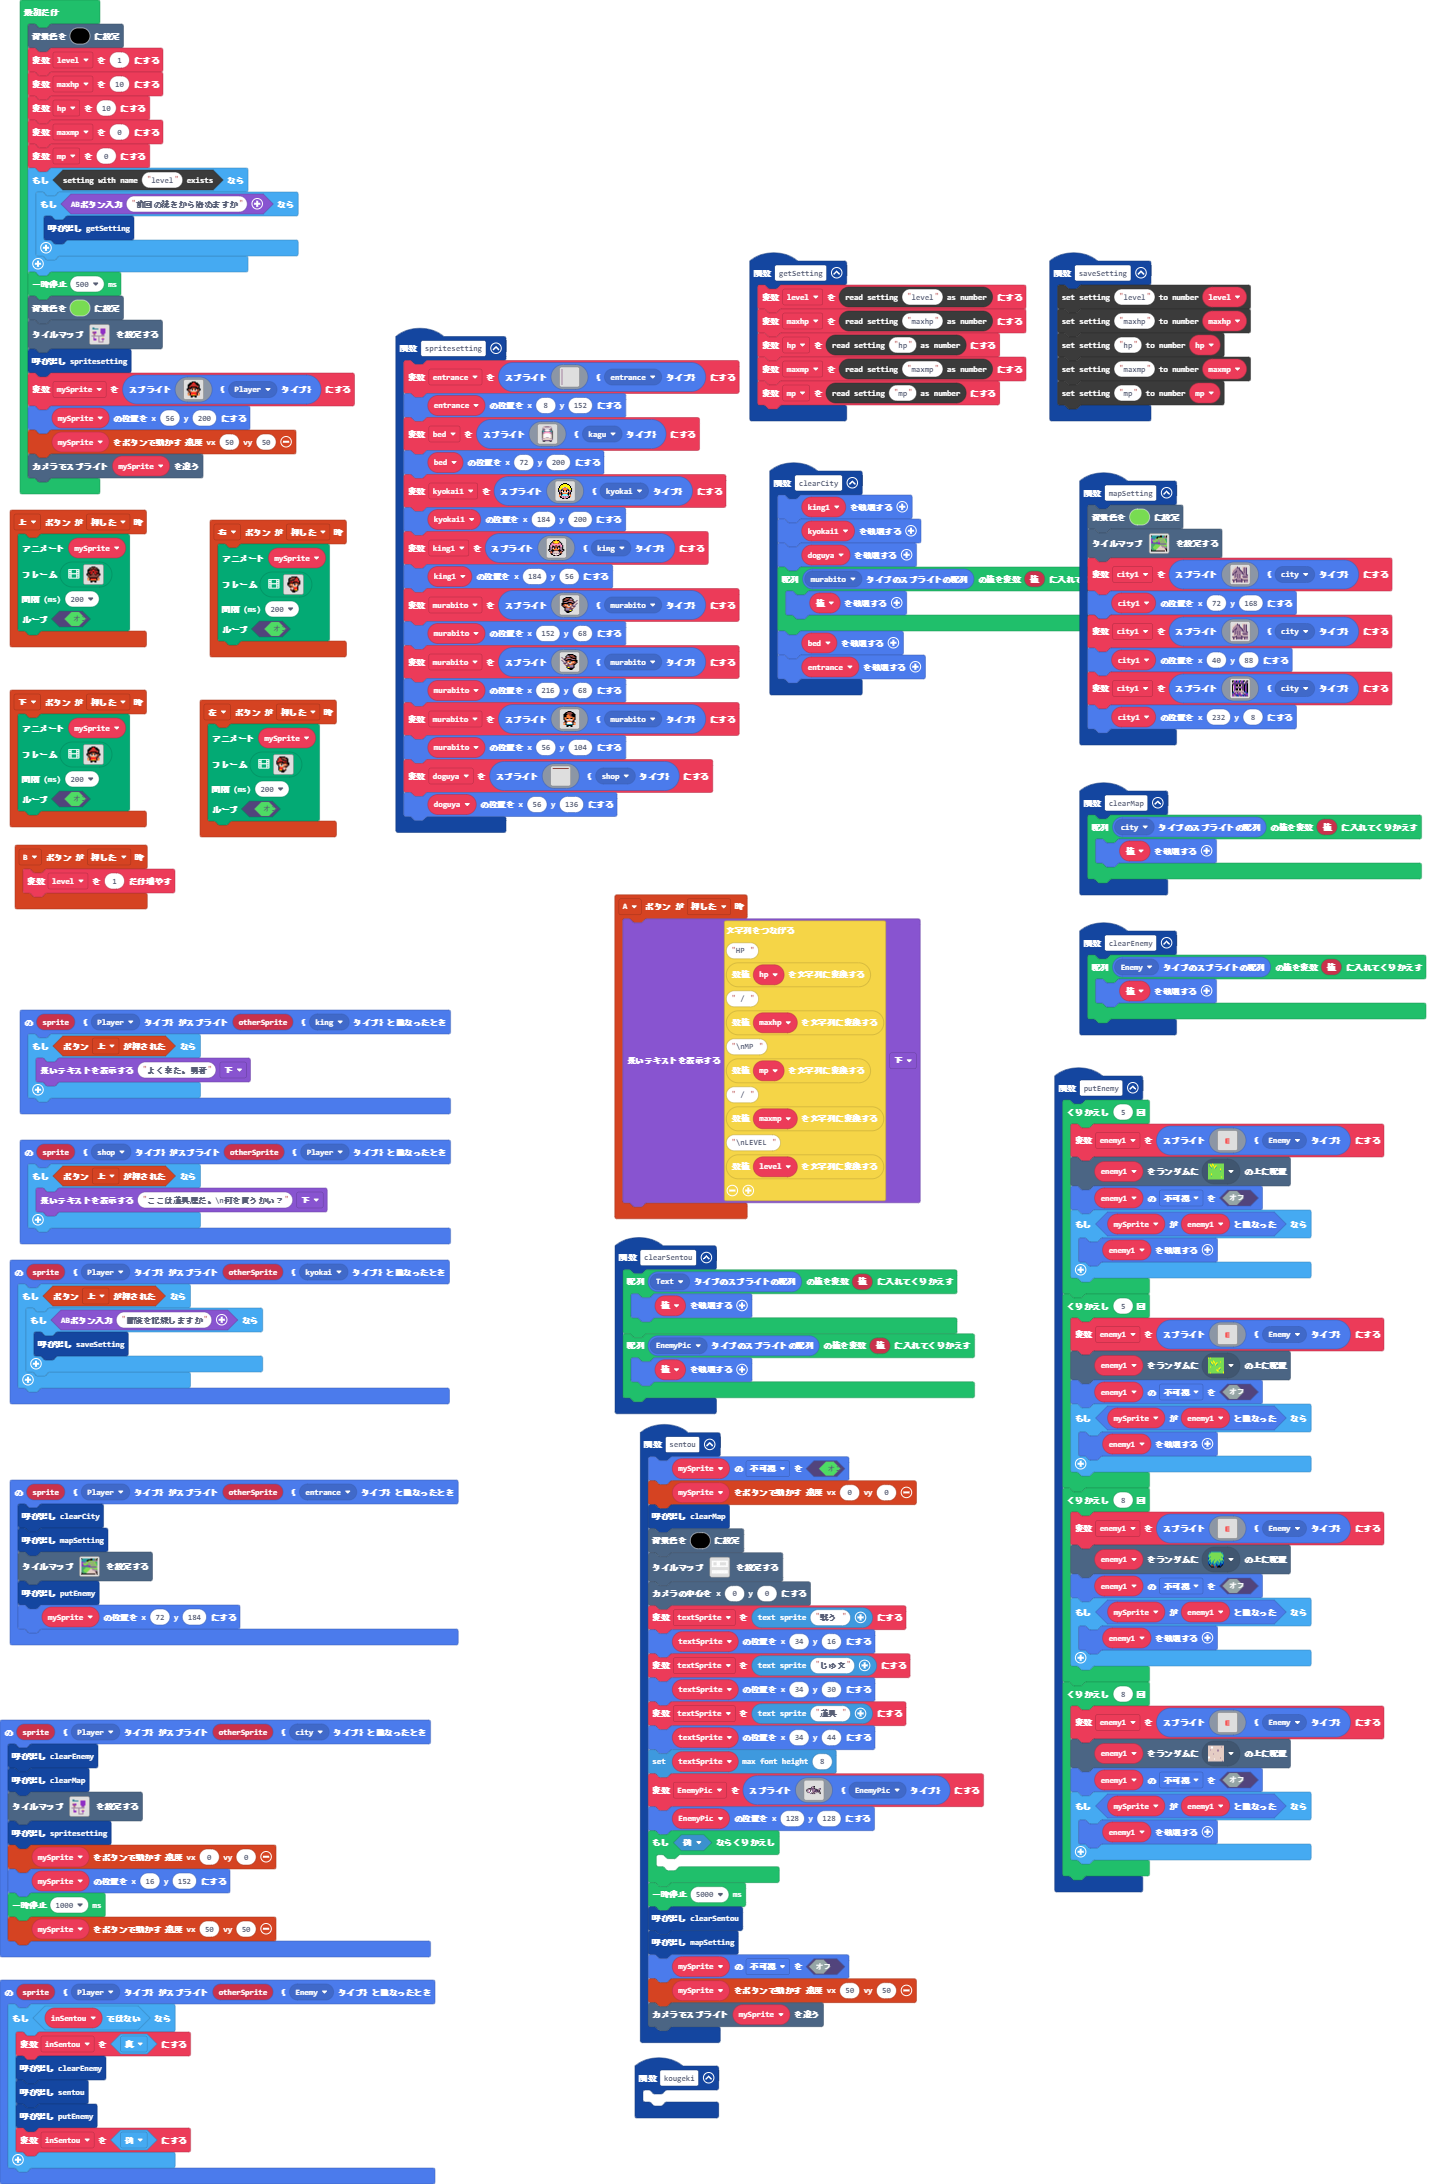 最初だけ
背景色を に設定
変数 level を 1 にする
変数 maxhp を 10 にする
変数 hp を 10 にする
変数 maxmp を 0 にする
変数 mp を 0 にする
もし setting with name "level" exists なら
もし ABボタン入力 "前回の続きから始めますか" なら
呼び出し getSetting
一時停止 500 ms
背景色を に設定
タイルマップ を設定する
呼び出し spritesetting
変数 mySprite を スプライト ( Player タイプ) にする
mySprite の位置を x 56 y 200 にする
mySprite をボタンで動かす 速度 vx 50 vy 50
カメラでスプライト mySprite を追う
上 ボタン が 押した 時
アニメート mySprite
フレーム
間隔 (ms) 200
ループ オ
右 ボタン が 押した 時
アニメート mySprite
フレーム
間隔 (ms) 200
ループ オ
下 ボタン が 押した 時
アニメート mySprite
フレーム
間隔 (ms) 200
ループ オ
左 ボタン が 押した 時
アニメート mySprite
フレーム
間隔 (ms) 200
ループ オ
B ボタン が 押した 時
変数 level を 1 だけ増やす
関数 spritesetting
変数 entrance を スプライト ( entrance タイプ) にする
entrance の位置を x 8 y 152 にする
変数 bed を スプライト ( kagu タイプ) にする
bed の位置を x 72 y 200 にする
変数 kyokai1 を スプライト ( kyokai タイプ) にする
kyokai1 の位置を x 184 y 200 にする
変数 king1 を スプライト ( king タイプ) にする
king1 の位置を x 184 y 56 にする
変数 murabito を スプライト ( murabito タイプ) にする
murabito の位置を x 152 y 68 にする
変数 murabito を スプライト ( murabito タイプ) にする
murabito の位置を x 216 y 68 にする
変数 murabito を スプライト ( murabito タイプ) にする
murabito の位置を x 56 y 104 にする
変数 doguya を スプライト ( shop タイプ) にする
doguya の位置を x 56 y 136 にする
関数 getSetting
変数 level を read setting "level" as number にする
変数 maxhp を read setting "maxhp" as number にする
変数 hp を read setting "hp" as number にする
変数 maxmp を read setting "maxmp" as number にする
変数 mp を read setting "mp" as number にする
関数 saveSetting
set setting "level" to number level
set setting "maxhp" to number maxhp
set setting "hp" to number hp
set setting "maxmp" to number maxmp
set setting "mp" to number mp
関数 clearCity
king1 を破壊する
kyokai1 を破壊する
doguya を破壊する
配列 murabito タイプのスプライトの配列 の値を変数 値 に入れて
値 を破壊する
bed を破壊する
entrance を破壊する
関数 mapSetting
背景色を に設定
タイルマップ を設定する
変数 city1 を スプライト ( city タイプ) にする
city1 の位置を x 72 y 168 にする
変数 city1 を スプライト ( city タイプ) にする
city1 の位置を x 40 y 88 にする
変数 city1 を スプライト ( city タイプ) にする
city1 の位置を x 232 y 8 にする
関数 clearMap
配列 city タイプのスプライトの配列 の値を変数 値 に入れてくりかえす
値 を破壊する
関数 clearEnemy
配列 Enemy タイプのスプライトの配列 の値を変数 値 に入れてくりかえす
値 を破壊する
A ボタン が 押した 時
長いテキストを表示する 下
文字列をつなげる
"HP "
数値 hp を文字列に変換する
" / "
数値 maxhp を文字列に変換する
"\nMP "
数値 mp を文字列に変換する
" / "
数値 maxmp を文字列に変換する
"\nLEVEL "
数値 level を文字列に変換する
の sprite ( Player タイプ) がスプライト otherSprite ( king タイプ) と重なったとき
もし ボタン 上 が押された なら
長いテキストを表示する "よく来た。勇者" 下
の sprite ( shop タイプ) がスプライト otherSprite ( Player タイプ) と重なったとき
もし ボタン 上 が押された なら
長いテキストを表示する "ここは道具屋だ。\n何を買うかい？" 下
の sprite ( Player タイプ) がスプライト otherSprite ( kyokai タイプ) と重なったとき
もし ボタン 上 が押された なら
もし ABボタン入力 "冒険を記録しますか" なら
呼び出し saveSetting
の sprite ( Player タイプ) がスプライト otherSprite ( entrance タイプ) と重なったとき
呼び出し clearCity
呼び出し mapSetting
タイルマップ を設定する
呼び出し putEnemy
mySprite の位置を x 72 y 184 にする
の sprite ( Player タイプ) がスプライト otherSprite ( city タイプ) と重なったとき
呼び出し clearEnemy
呼び出し clearMap
タイルマップ を設定する
呼び出し spritesetting
mySprite をボタンで動かす 速度 vx 0 vy 0
mySprite の位置を x 16 y 152 にする
一時停止 1000 ms
mySprite をボタンで動かす 速度 vx 50 vy 50
の sprite ( Player タイプ) がスプライト otherSprite ( Enemy タイプ) と重なったとき
もし inSentou ではない なら
変数 inSentou を 真 にする
呼び出し clearEnemy
呼び出し sentou
呼び出し putEnemy
変数 inSentou を 偽 にする
関数 clearSentou
配列 Text タイプのスプライトの配列 の値を変数 値 に入れてくりかえす
値 を破壊する
配列 EnemyPic タイプのスプライトの配列 の値を変数 値 に入れてくりかえす
値 を破壊する
関数 sentou
mySprite の 不可視 を オ
mySprite をボタンで動かす 速度 vx 0 vy 0
呼び出し clearMap
背景色を に設定
タイルマップ を設定する
カメラの中心を x 0 y 0 にする
変数 textSprite を text sprite "戦う " にする
textSprite の位置を x 34 y 16 にする
変数 textSprite を text sprite "じゅ文" にする
textSprite の位置を x 34 y 30 にする
変数 textSprite を text sprite "道具 " にする
textSprite の位置を x 34 y 44 にする
set textSprite max font height 8
変数 EnemyPic を スプライト ( EnemyPic タイプ) にする
EnemyPic の位置を x 128 y 128 にする
もし 偽 ならくりかえし
一時停止 5000 ms
呼び出し clearSentou
呼び出し mapSetting
mySprite の 不可視 を オフ
mySprite をボタンで動かす 速度 vx 50 vy 50
カメラでスプライト mySprite を追う
関数 kougeki
関数 putEnemy
くりかえし 5 回
変数 enemy1 を スプライト ( Enemy タイプ) にする
enemy1 をランダムに の上に配置
enemy1 の 不可視 を オフ
もし mySprite が enemy1 と重なった なら
enemy1 を破壊する
くりかえし 5 回
変数 enemy1 を スプライト ( Enemy タイプ) にする
enemy1 をランダムに の上に配置
enemy1 の 不可視 を オフ
もし mySprite が enemy1 と重なった なら
enemy1 を破壊する
くりかえし 8 回
変数 enemy1 を スプライト ( Enemy タイプ) にする
enemy1 をランダムに の上に配置
enemy1 の 不可視 を オフ
もし mySprite が enemy1 と重なった なら
enemy1 を破壊する
くりかえし 8 回
変数 enemy1 を スプライト ( Enemy タイプ) にする
enemy1 をランダムに の上に配置
enemy1 の 不可視 を オフ
もし mySprite が enemy1 と重なった なら
enemy1 を破壊する